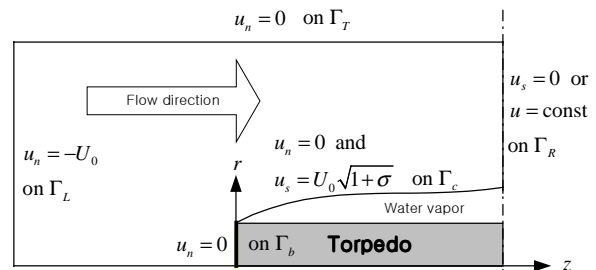 u_n = 0 on Γ_T
Flow direction
u_s = 0 or
u = const
on Γ_R
u_n = −U_0
on Γ_L
r
u_n = 0 and
u_s = U_0 √(1+σ) on Γ_c
Water vapor
u_n = 0 on Γ_b
Torpedo
z